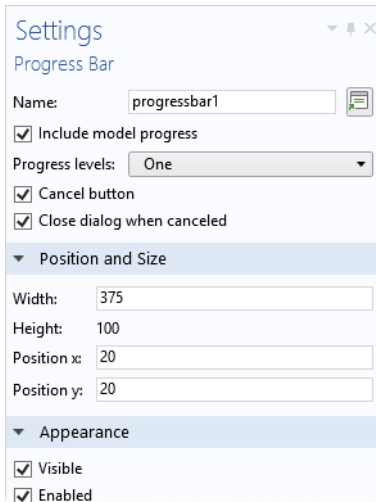 Settings
Progress Bar
Name: progressbar1
Include model progress
Progress levels: One
Cancel button
Close dialog when canceled
Position and Size
Width: 375
Height: 100
Position x: 20
Position y: 20
Appearance
Visible
Enabled